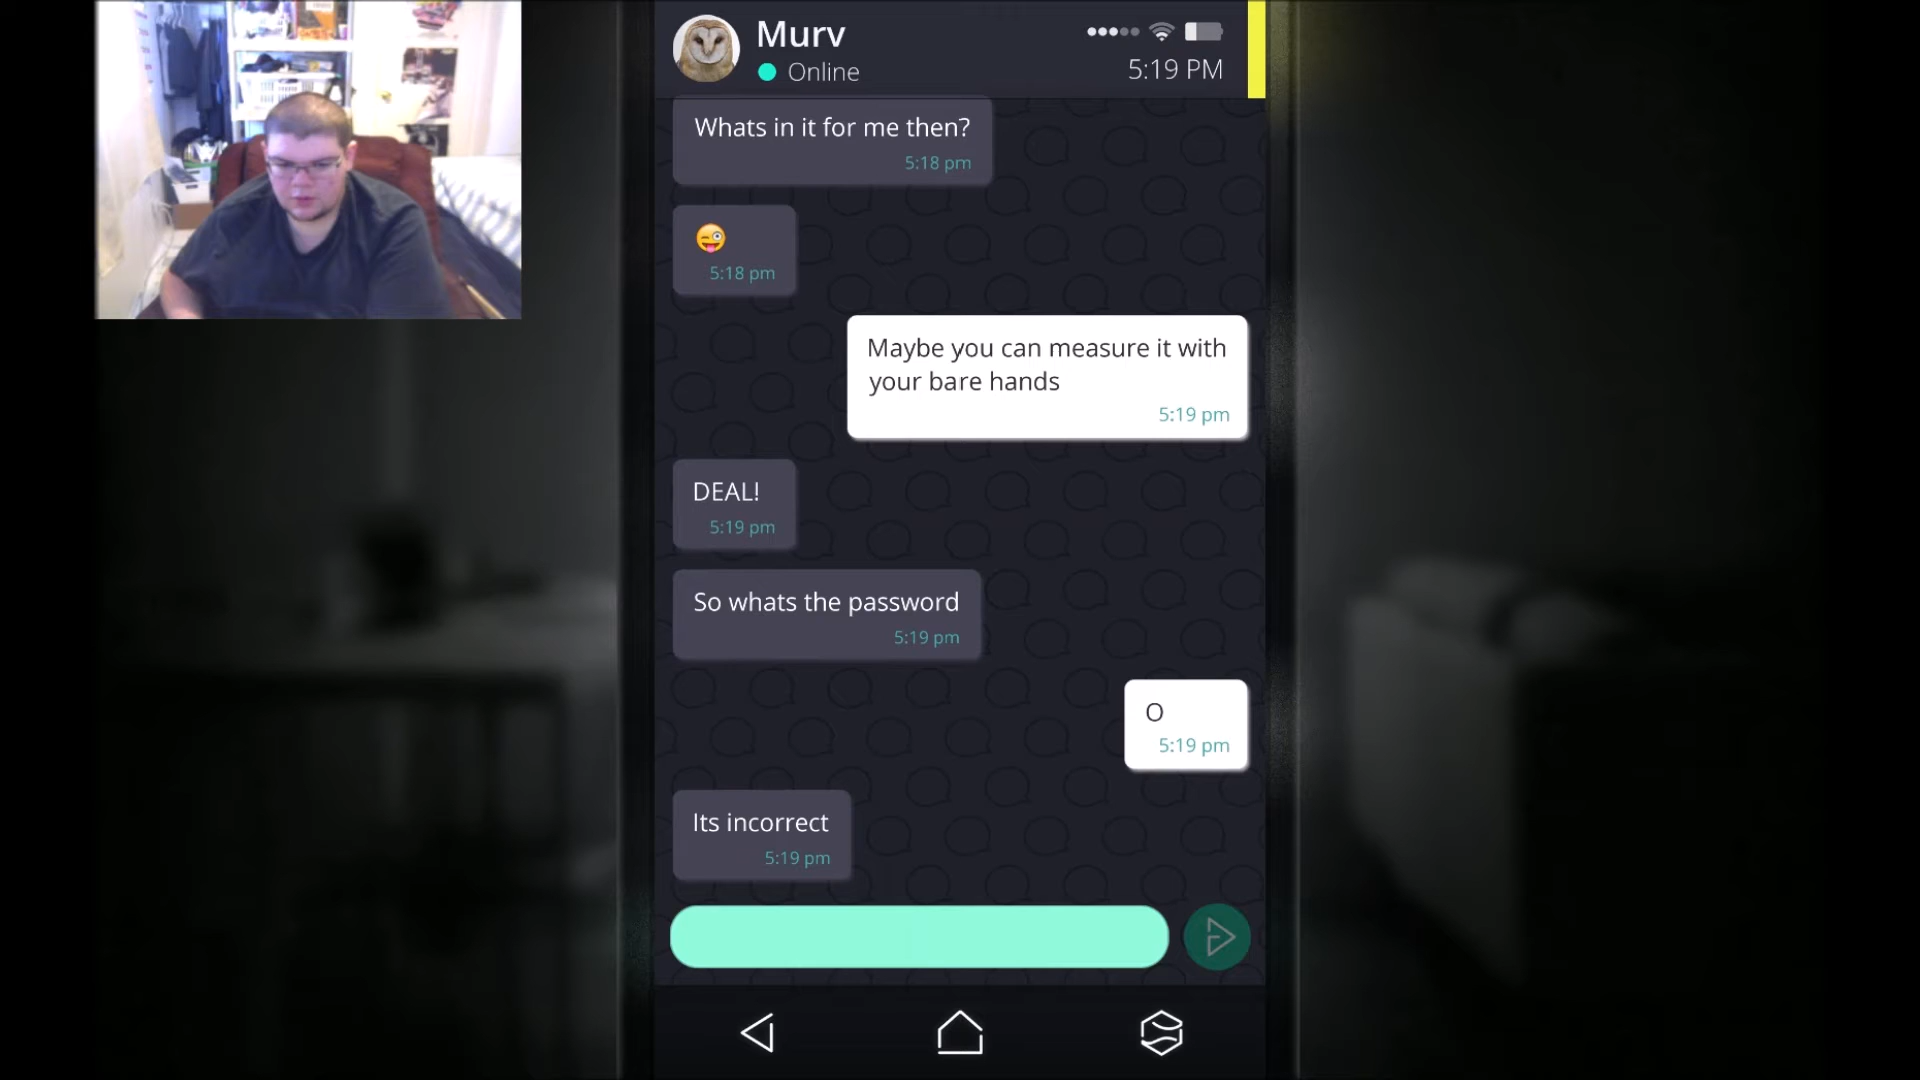 Murv
Online
5:19 PM
Whats in it for me then?
5:18 pm
5:18 pm
Maybe you can measure it with
your bare hands
5:19 pm
DEAL!
5:19 pm
So whats the password
5:19 pm
O
5:19 pm
Its incorrect
5:19 pm